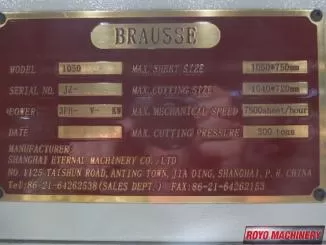 BRAUSSE
MODEL 1050 MAX. SHEET SIZE 1050*750mm
SERIAL NO. J4- MAX. CUTTING SIZE 1040*720mm
POWER 3PH- V- KW MAX. MECHANICAL SPEED 7500sheet/hour
DATE MAX. CUTTING PRESSURE 300 tons
MANUFACTURER:
SHANGHAI ETERNAL MACHINERY CO.,LTD
NO.1125 TAISHUN ROAD, ANTING TOWN, JIA DING, SHANGHAI, P.R.CHINA
Tel:86-21-64262538(SALES DEPT.) FAX:86-21-64262153
ROYO MACHINERY